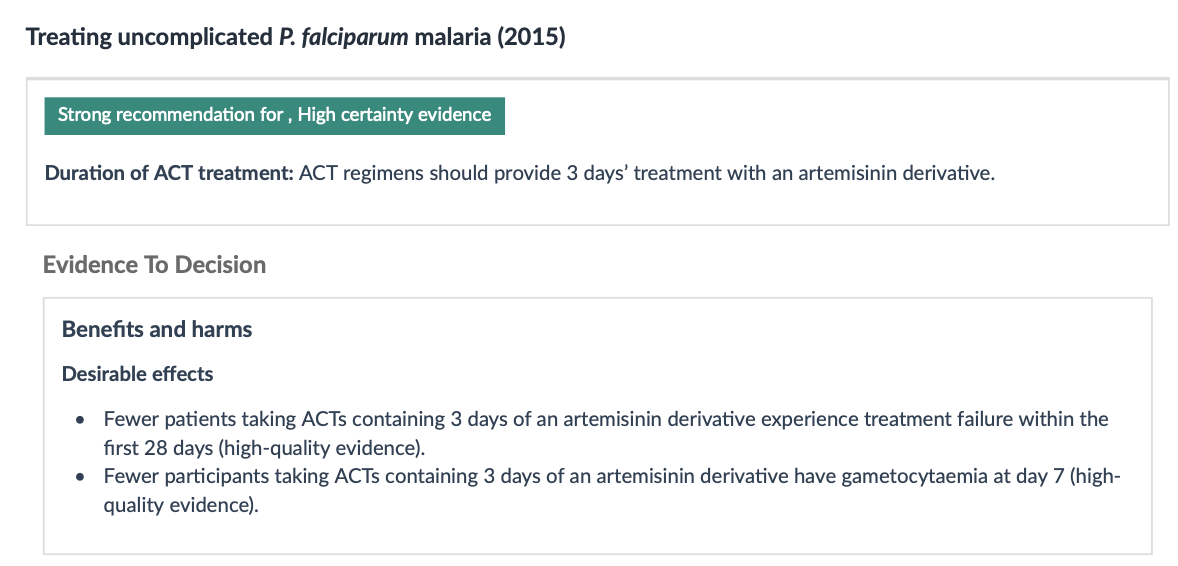 Treating uncomplicated P. falciparum malaria (2015)
Strong recommendation for , High certainty evidence
Duration of ACT treatment: ACT regimens should provide 3 days’ treatment with an artemisinin derivative.
Evidence To Decision
Benefits and harms
Desirable effects
• Fewer patients taking ACTs containing 3 days of an artemisinin derivative experience treatment failure within the
first 28 days (high-quality evidence).
• Fewer participants taking ACTs containing 3 days of an artemisinin derivative have gametocytaemia at day 7 (high-
quality evidence).